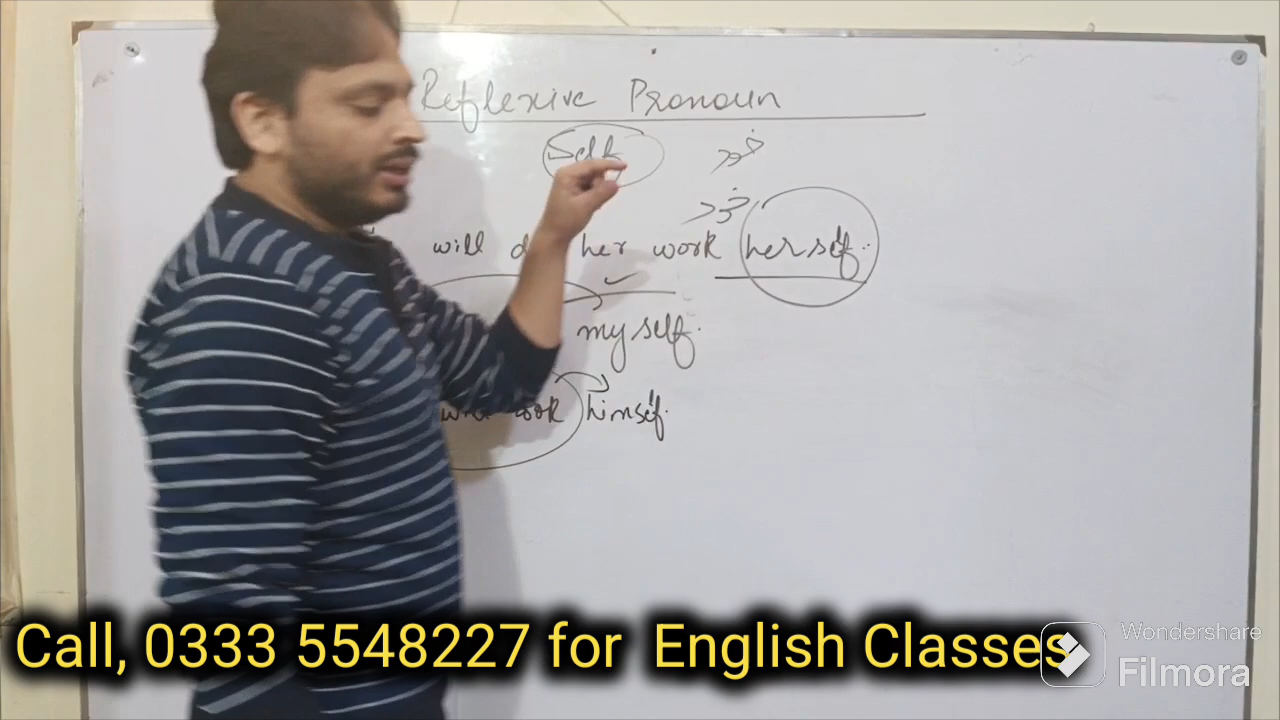 Reflexive Pronoun
Self خود
خود
will her work herself.
myself.
work himself.
Call, 0333 5548227 for English Classes
Wondershare
Filmora